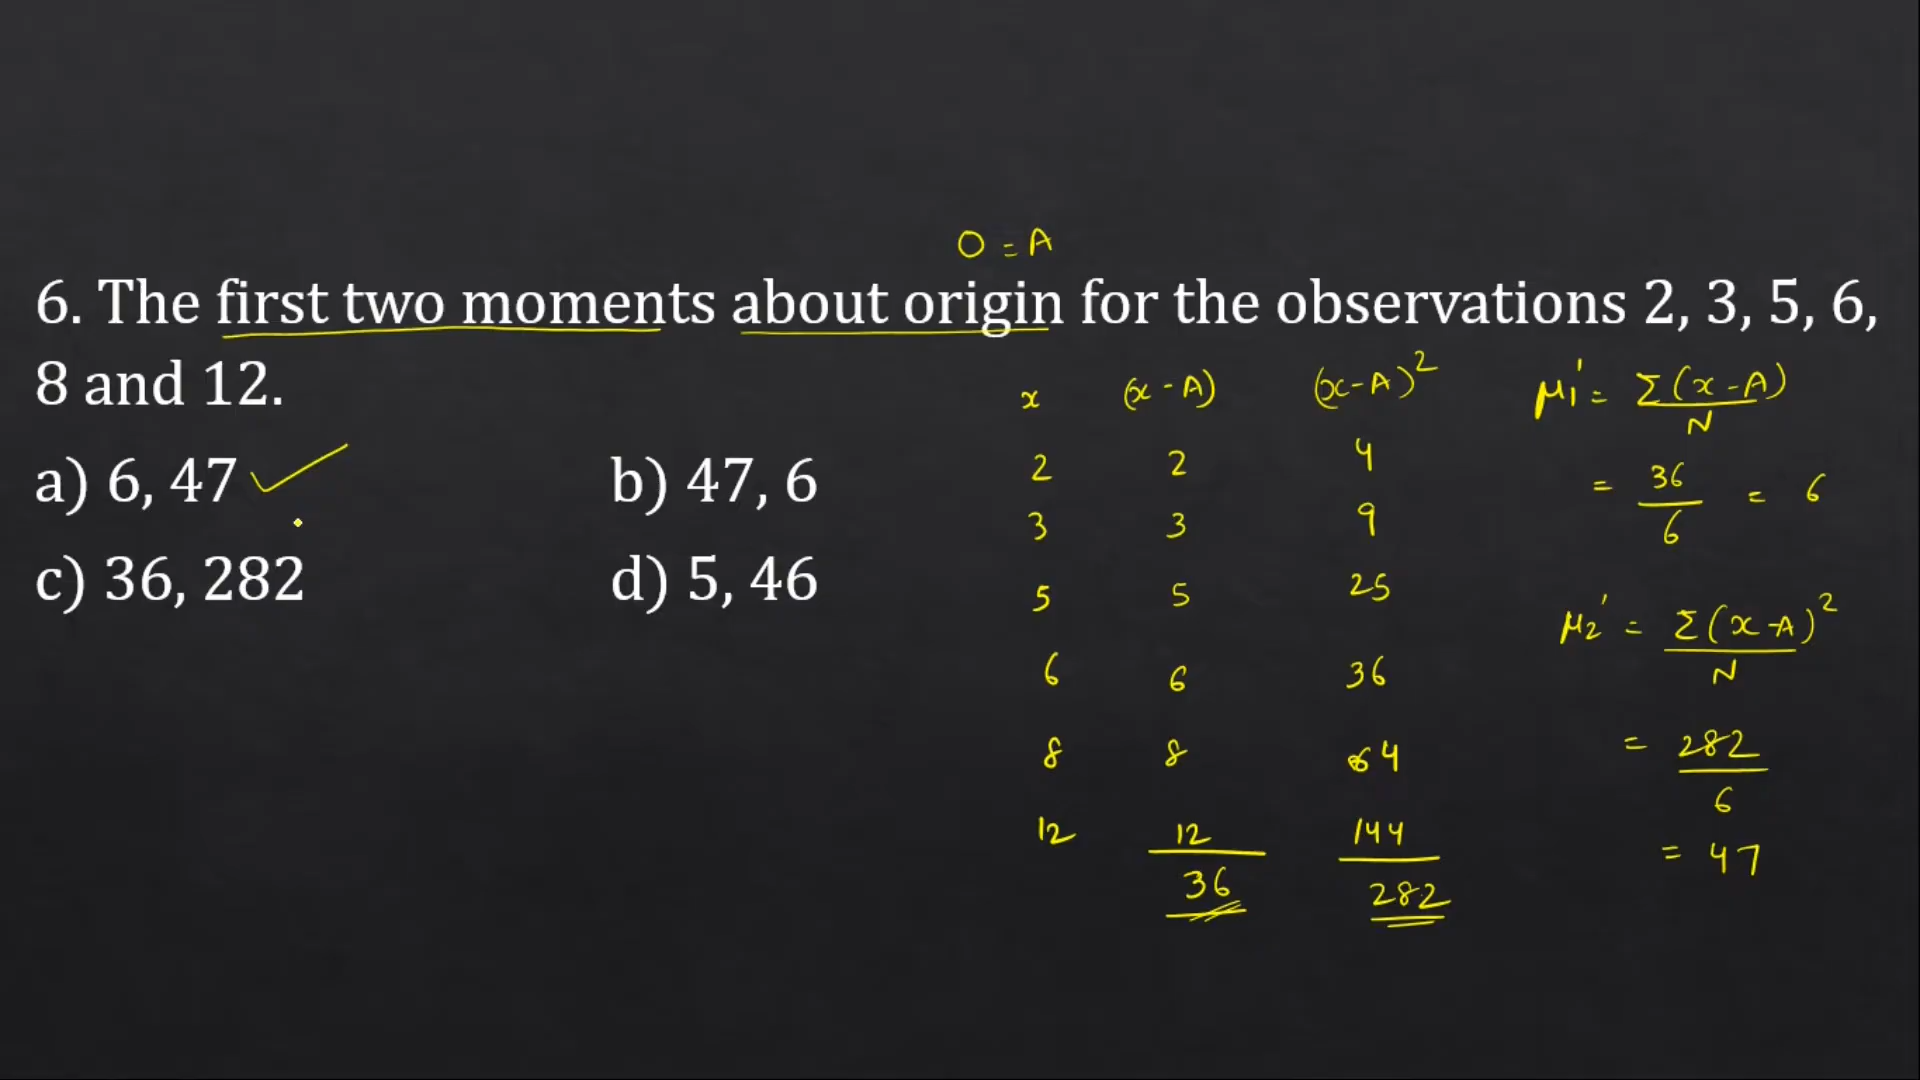 0 = A
6. The first two moments about origin for the observations 2, 3, 5, 6,
8 and 12.
a) 6, 47 ✓
b) 47, 6
c) 36, 282
d) 5, 46
x (x - A) (x-A)²
2 2 4
3 3 9
5 5 25
6 6 36
8 8 64
12 12 144
36 282
μ₁' = Σ(x - A)
N
= 36 = 6
6
μ₂' = Σ(x-A)²
N
= 282
6
= 47